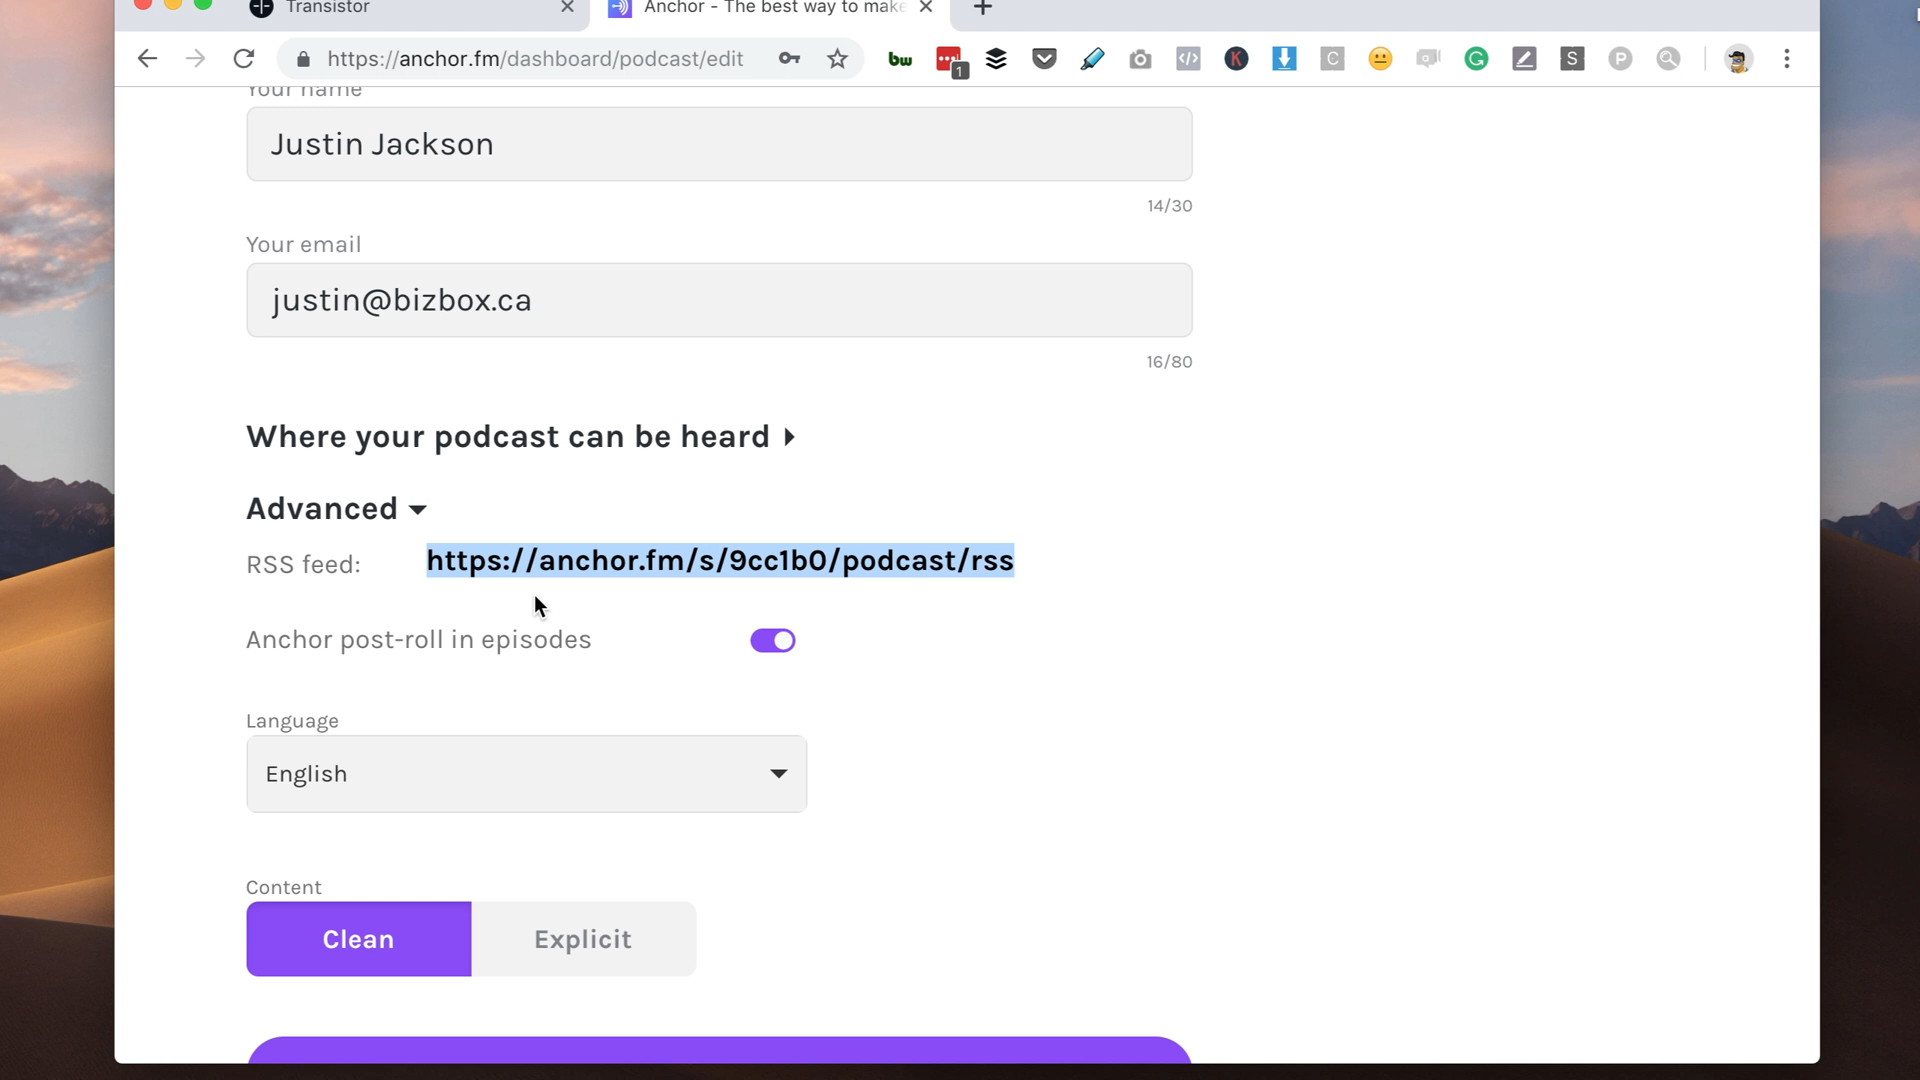 Transistor
Anchor - The best way to make
https://anchor.fm/dashboard/podcast/edit
bw
1
K
C
S
P
Your name
Justin Jackson
14/30
Your email
justin@bizbox.ca
16/80
Where your podcast can be heard
Advanced
RSS feed: https://anchor.fm/s/9cc1b0/podcast/rss
Anchor post-roll in episodes
Language
English
Content
Clean Explicit